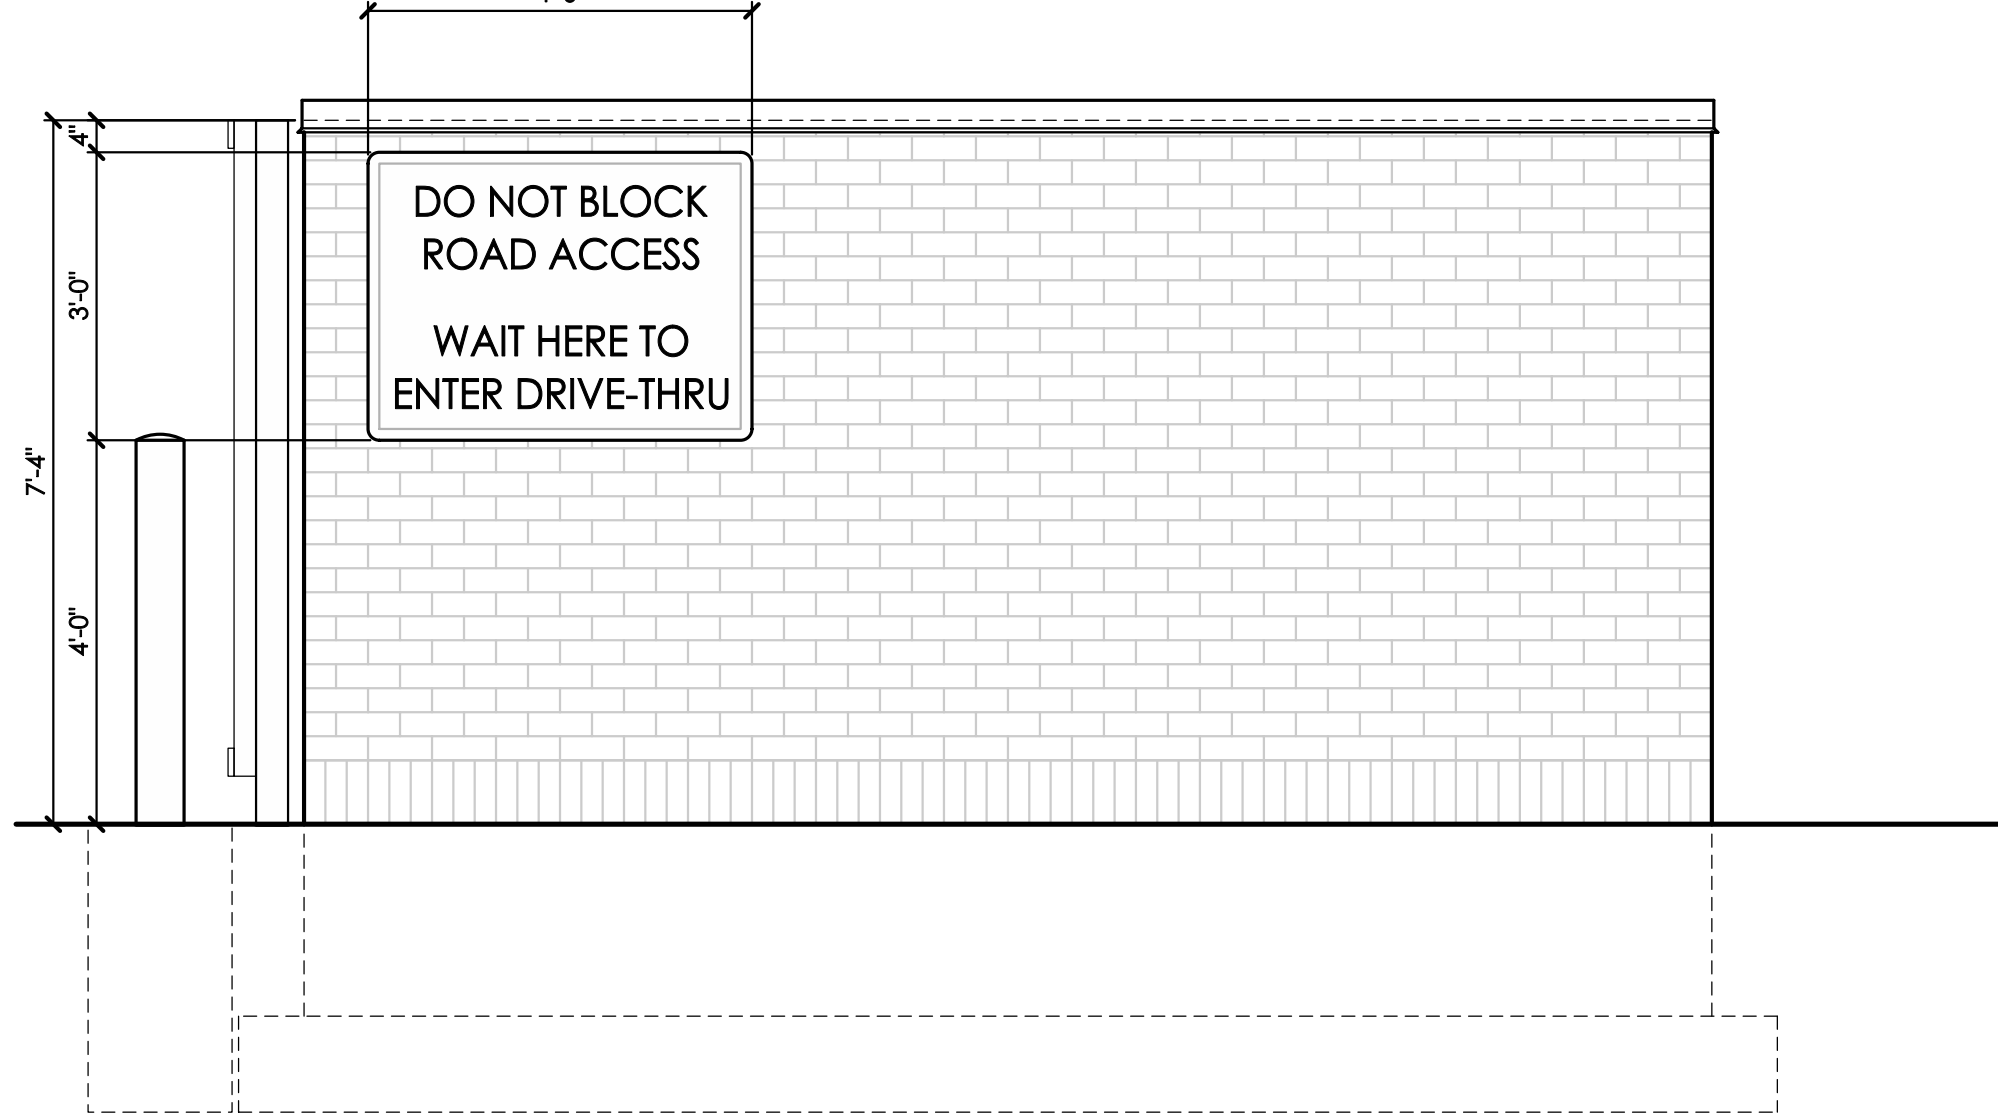 4"
DO NOT BLOCK
ROAD ACCESS
3'-0"
WAIT HERE TO
ENTER DRIVE-THRU
7'-4"
4'-0"